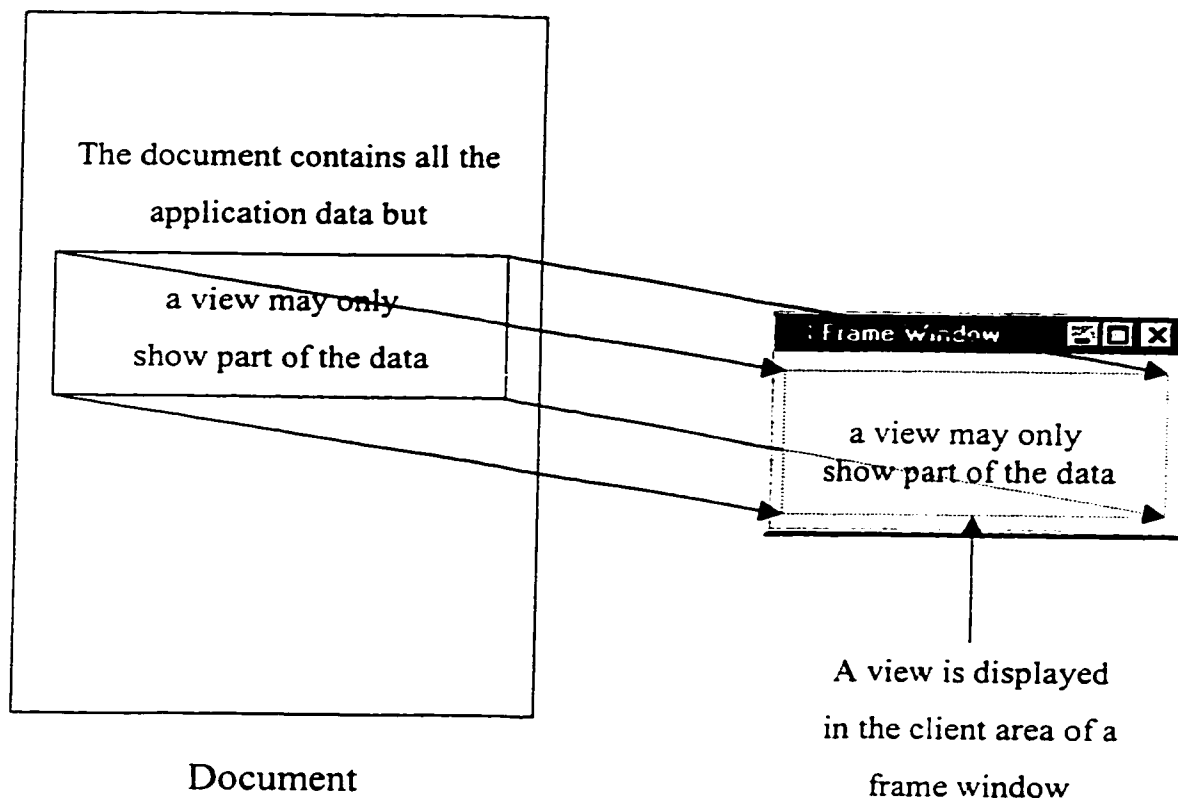 The document contains all the
application data but
a view may only
show part of the data
Document
Frame Window
a view may only
show part of the data
A view is displayed
in the client area of a
frame window